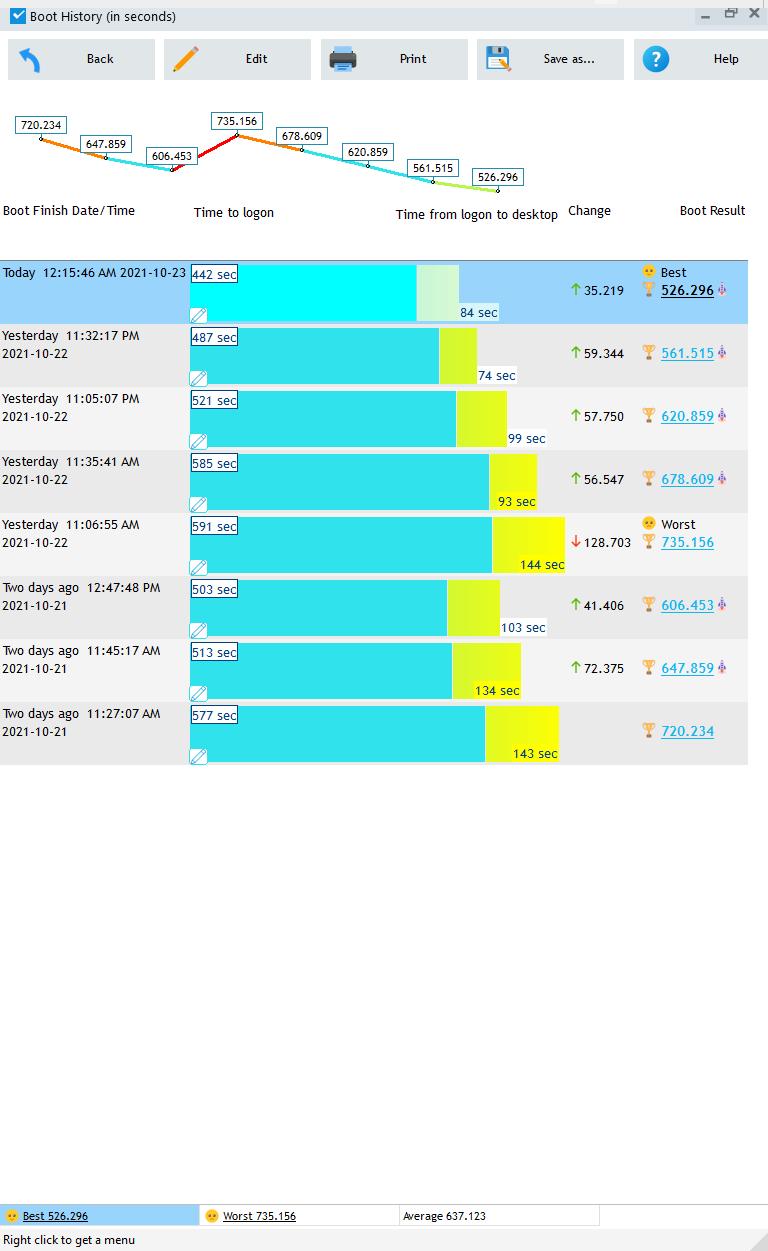 Boot History (in seconds)
Back
Edit
Print
Save as...
? Help
720.234
647.859
606.453
735.156
678.609
620.859
561.515
526.296
Boot Finish Date/Time
Time to logon
Time from logon to desktop
Change
Boot Result
Today 12:15:46 AM 2021-10-23
442 sec
84 sec
35.219
Best
526.296
Yesterday 11:32:17 PM
2021-10-22
487 sec
74 sec
59.344
561.515
Yesterday 11:05:07 PM
2021-10-22
521 sec
99 sec
57.750
620.859
Yesterday 11:35:41 AM
2021-10-22
585 sec
93 sec
56.547
678.609
Yesterday 11:06:55 AM
2021-10-22
591 sec
144 sec
128.703
Worst
735.156
Two days ago 12:47:48 PM
2021-10-21
503 sec
103 sec
41.406
606.453
Two days ago 11:45:17 AM
2021-10-21
513 sec
134 sec
72.375
647.859
Two days ago 11:27:07 AM
2021-10-21
577 sec
143 sec
720.234
Best 526.296
Worst 735.156
Average 637.123
Right click to get a menu